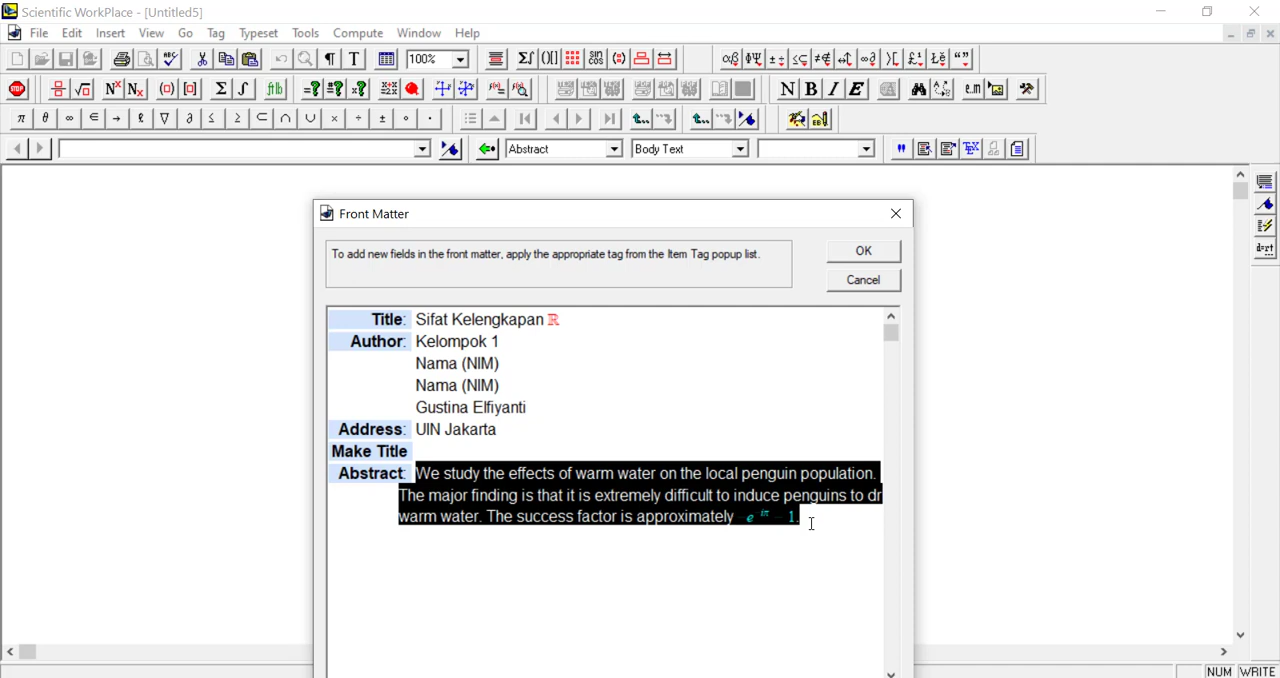 Scientific WorkPlace - [Untitled5]
File Edit Insert View Go Tag Typeset Tools Compute Window Help
100%
Abstract Body Text
Front Matter
To add new fields in the front matter, apply the appropriate tag from the Item Tag popup list.
OK
Cancel
Title: Sifat Kelengkapan ℝ
Author: Kelompok 1
Nama (NIM)
Nama (NIM)
Gustina Elfiyanti
Address: UIN Jakarta
Make Title
Abstract: We study the effects of warm water on the local penguin population.
The major finding is that it is extremely difficult to induce penguins to dr
warm water. The success factor is approximately -e^iπ - 1.
NUM WRITE